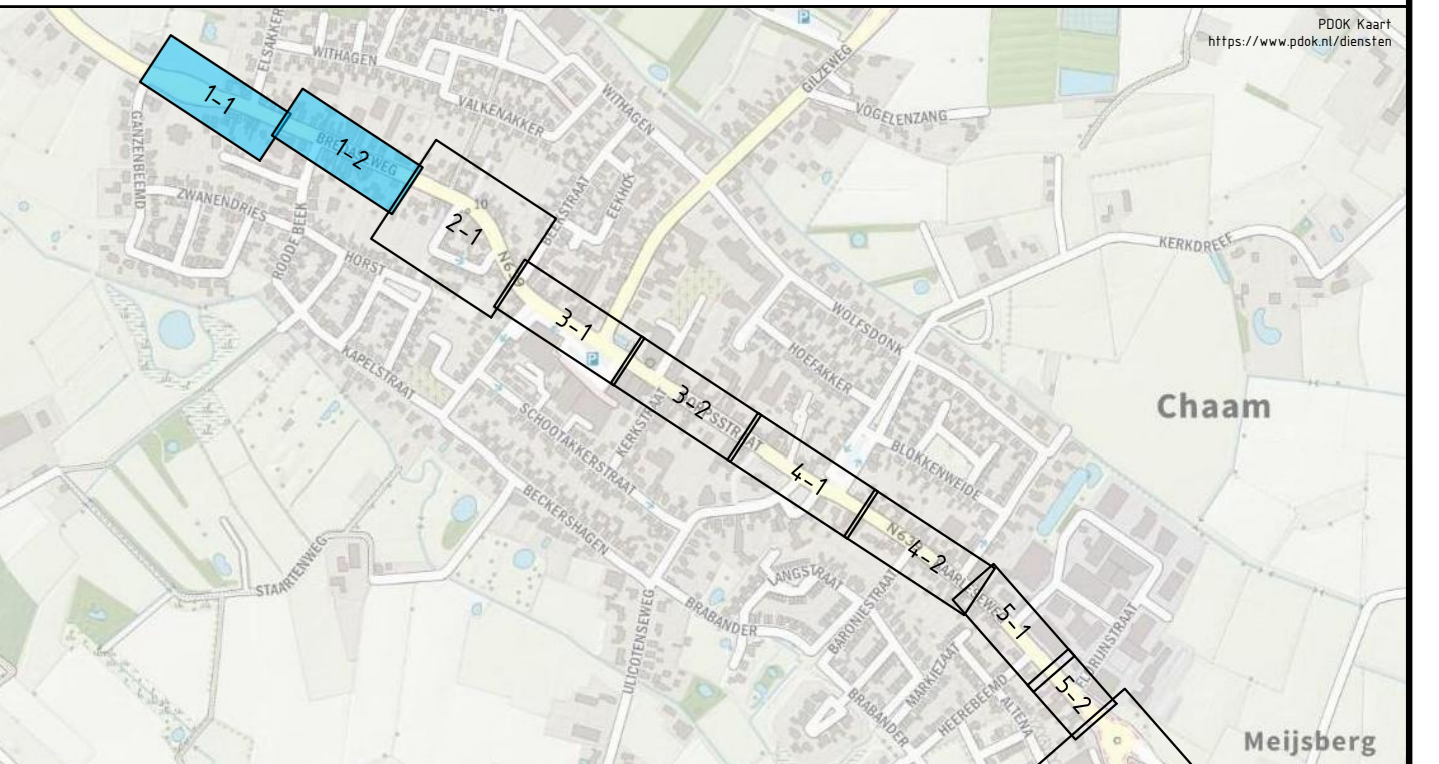 PDOK Kaart
https://www.pdok.nl/diensten
WITHAGEN
VALKENAKKER
WITHAGEN
GILZEWEG
VOGELENZANG
1-1
1-2
GANZENBEEMD
ZWANENDRIES
ROODE BEEK
HORST
10
2-1
EEKHOF
KERKDREEF
3-1
P
P
WOLFSDONK
HOEFAKKER
KAPELSTRAAT
3-2
Chaam
SCHOOTAKKERSTRAAT
4-1
BLOKKENWEIDE
BECKERSHAGEN
4-2
STAARTENWEG
LANGSTRAAT
BRABANDER
BARONIESTRAAT
5-1
ULICOTENSEWEG
MARKIEZAAT
HEEREBEEMD
5-2
ALTENA
BRABANDER
Meijsberg